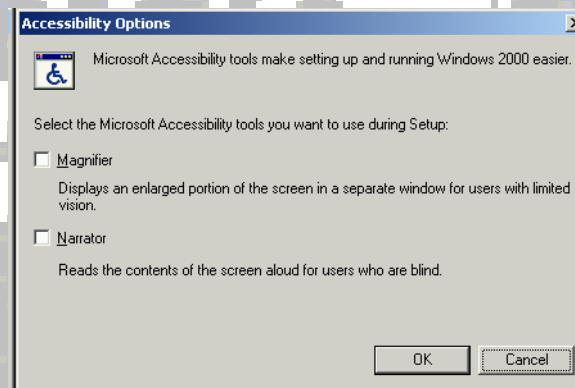 Accessibility Options
Microsoft Accessibility tools make setting up and running Windows 2000 easier.
Select the Microsoft Accessibility tools you want to use during Setup:
Magnifier
Displays an enlarged portion of the screen in a separate window for users with limited
vision.
Narrator
Reads the contents of the screen aloud for users who are blind.
OK Cancel